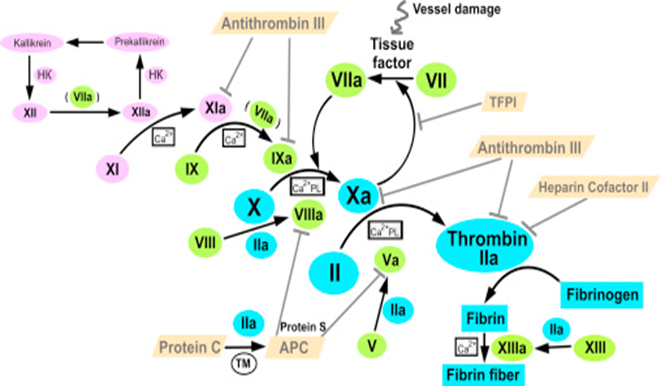 Vessel damage
Antithrombin III
Kallikrein
Prekallikrein
Tissue
factor
HK
HK
VIIa
VII
XII
(VIIa)
XIIa
XIa
(VIIa)
TFPI
Ca2+
Ca2+
XI
IX
IXa
Antithrombin III
Ca2+PL
Xa
Heparin Cofactor II
X
VIIIa
Ca2+PL
VIII
IIa
Thrombin
IIa
II
Va
Fibrinogen
IIa
IIa
Fibrin
Protein S
Protein C
APC
V
IIa
TM
Ca2+
XIIIa
XIII
Fibrin fiber